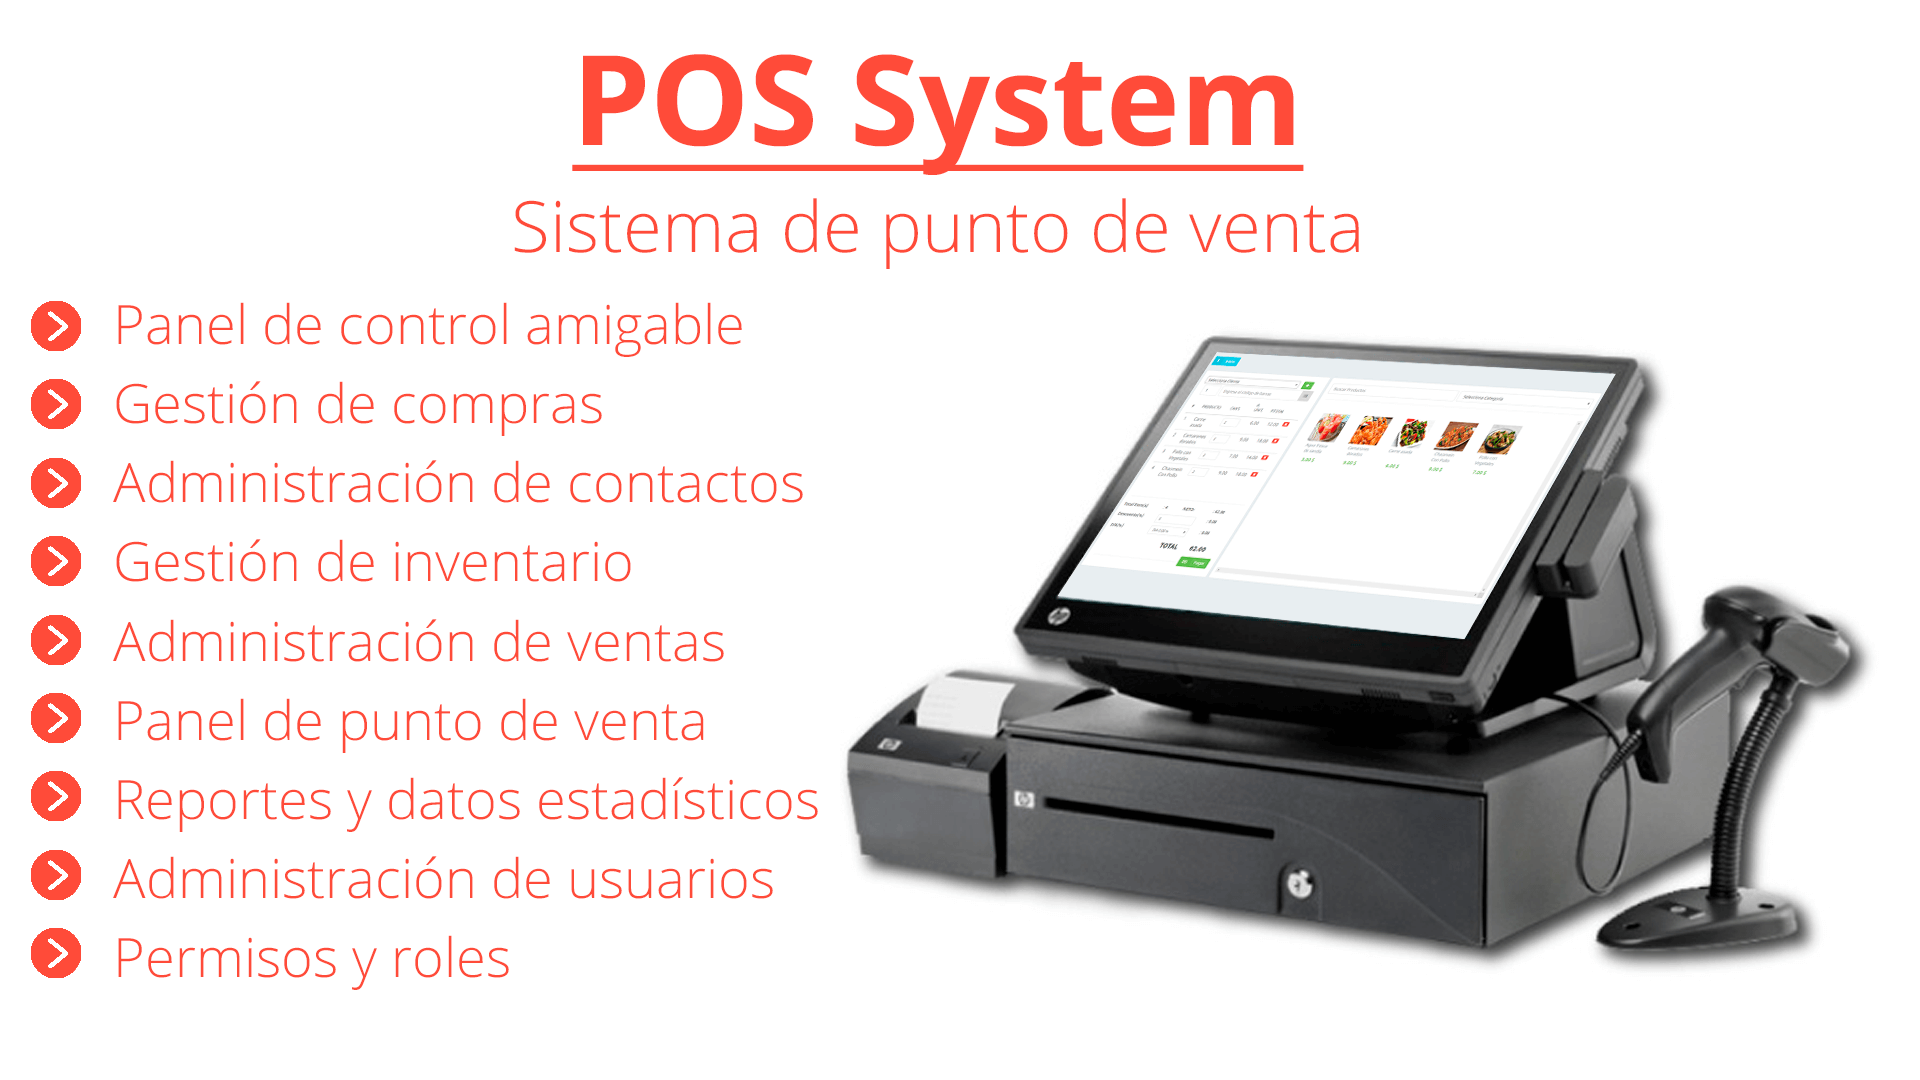 POS System
Sistema de punto de venta
Panel de control amigable
Gestión de compras
Administración de contactos
Gestión de inventario
Administración de ventas
Panel de punto de venta
Reportes y datos estadísticos
Administración de usuarios
Permisos y roles
TOTAL 62.00
Pagar
hp